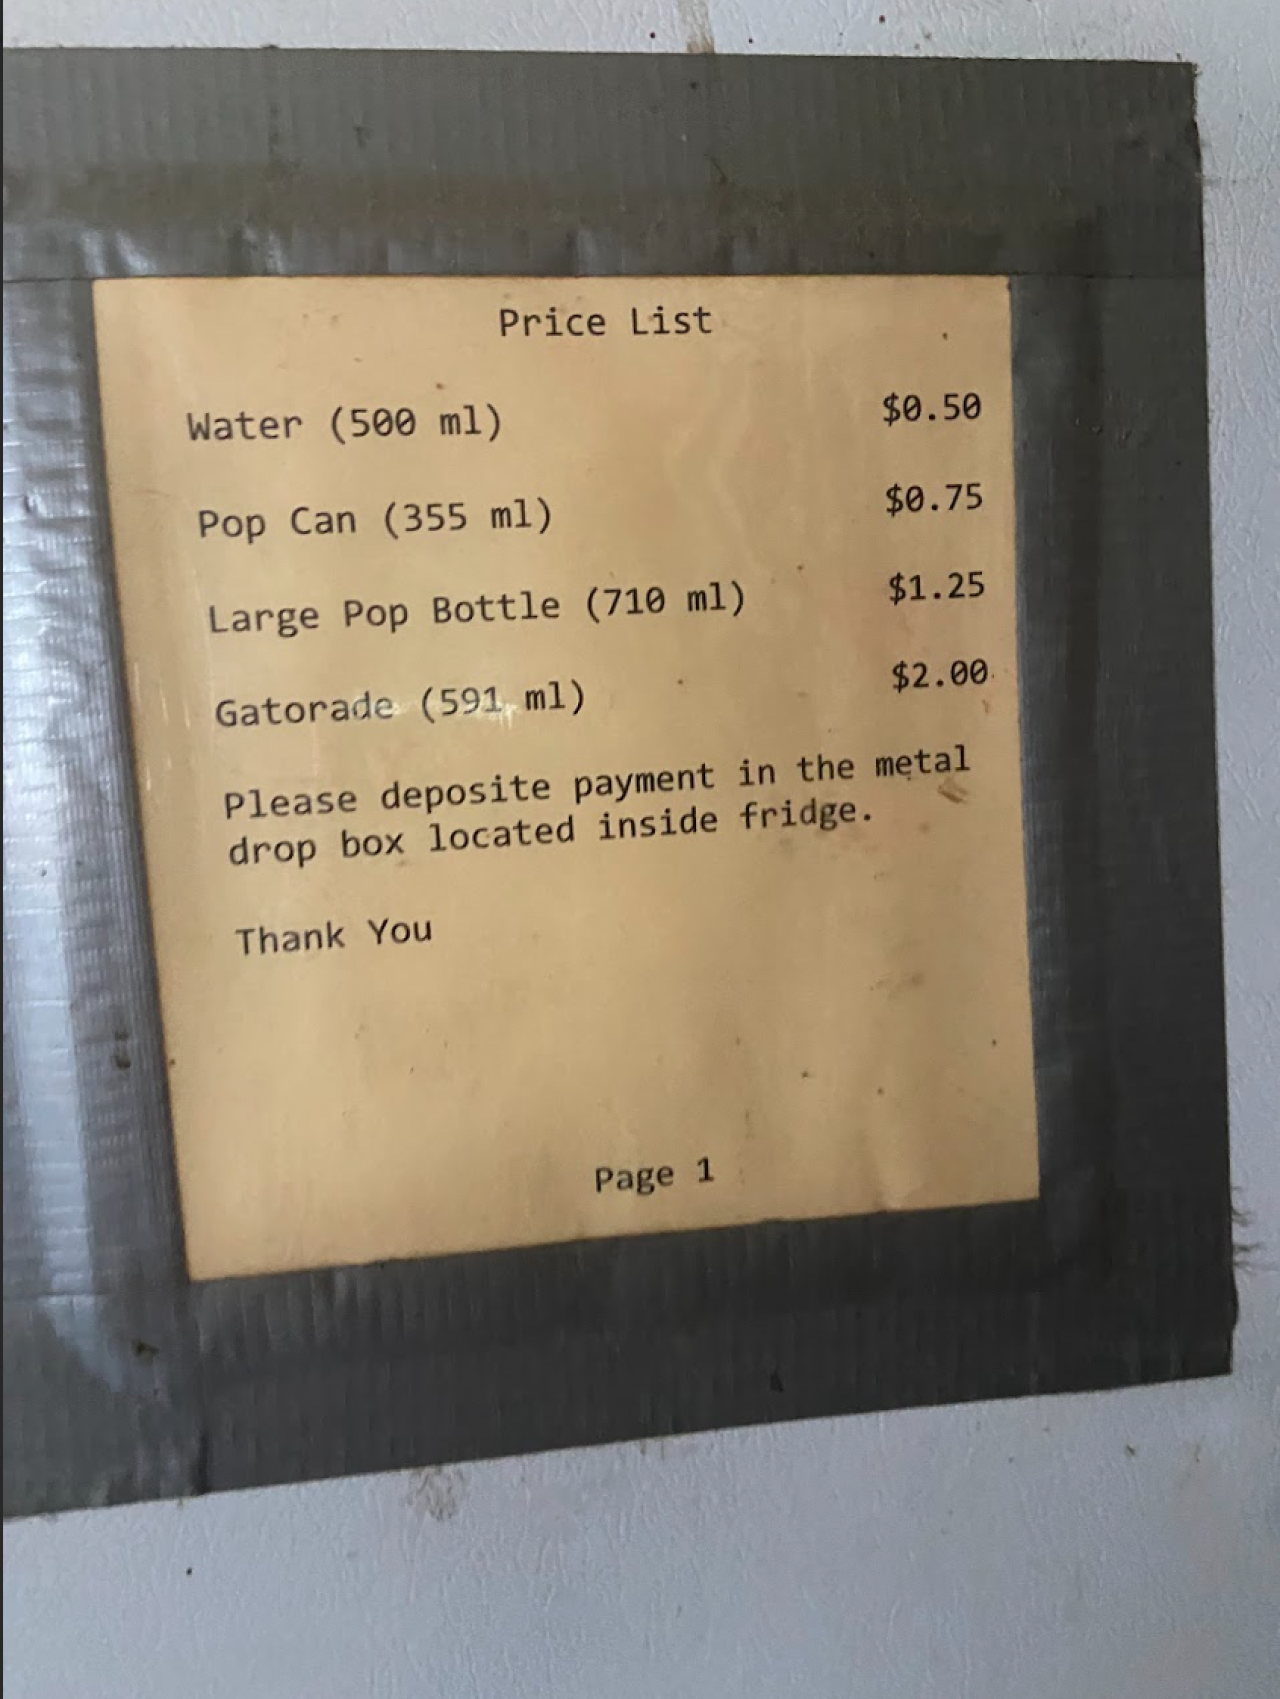 Price List
Water (500 ml) $0.50
Pop Can (355 ml) $0.75
Large Pop Bottle (710 ml) $1.25
Gatorade (591 ml) $2.00
Please deposite payment in the metal
drop box located inside fridge.
Thank You
Page 1